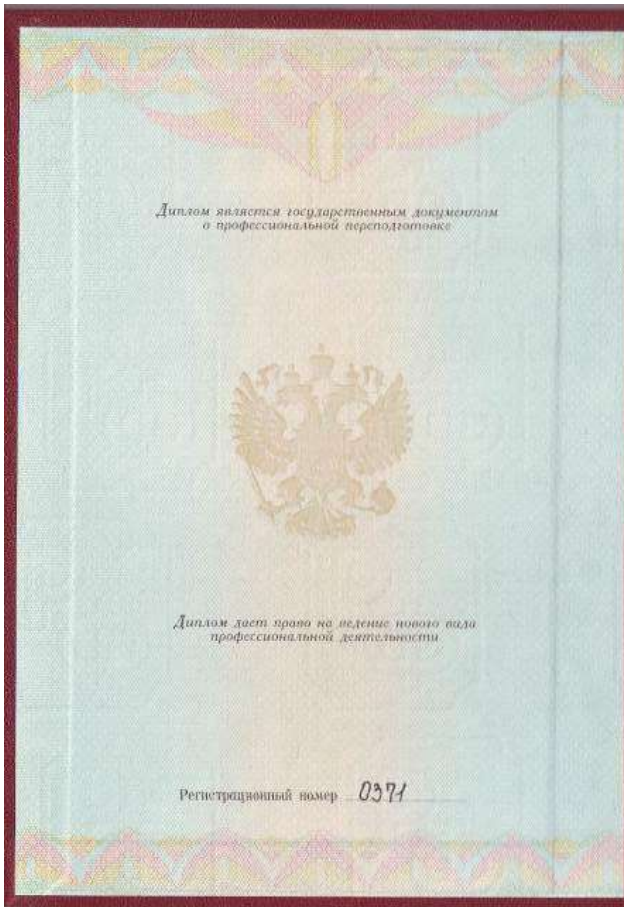 Диплом является государственным документом
о профессиональной переподготовке
Диплом дает право на ведение нового вида
профессиональной деятельности
Регистрационный номер 0371